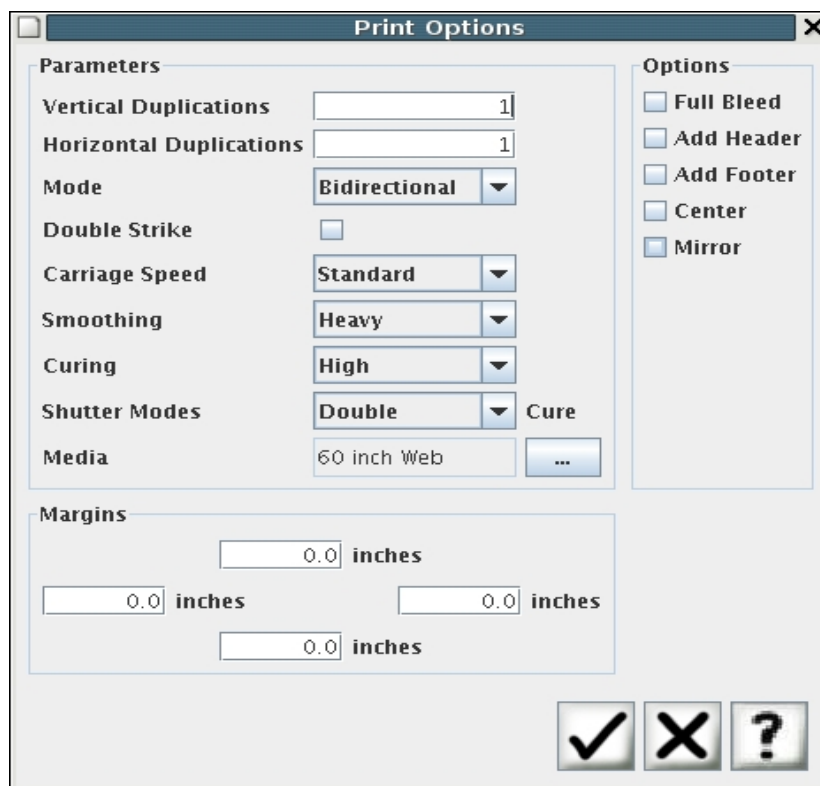 Print Options
Parameters
Vertical Duplications 1
Horizontal Duplications 1
Mode Bidirectional
Double Strike
Carriage Speed Standard
Smoothing Heavy
Curing High
Shutter Modes Double Cure
Media 60 inch Web ...
Options
Full Bleed
Add Header
Add Footer
Center
Mirror
Margins
0.0 inches
0.0 inches 0.0 inches
0.0 inches
?